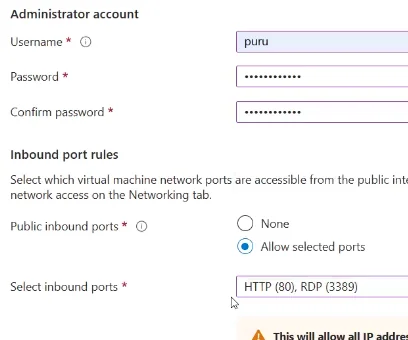 Administrator account
Username *
puru
Password *
••••••••••••
Confirm password *
••••••••••••
Inbound port rules
Select which virtual machine network ports are accessible from the public
network access on the Networking tab.
Public inbound ports *
None
Allow selected ports
Select inbound ports *
HTTP (80), RDP (3389)
This will allow all IP